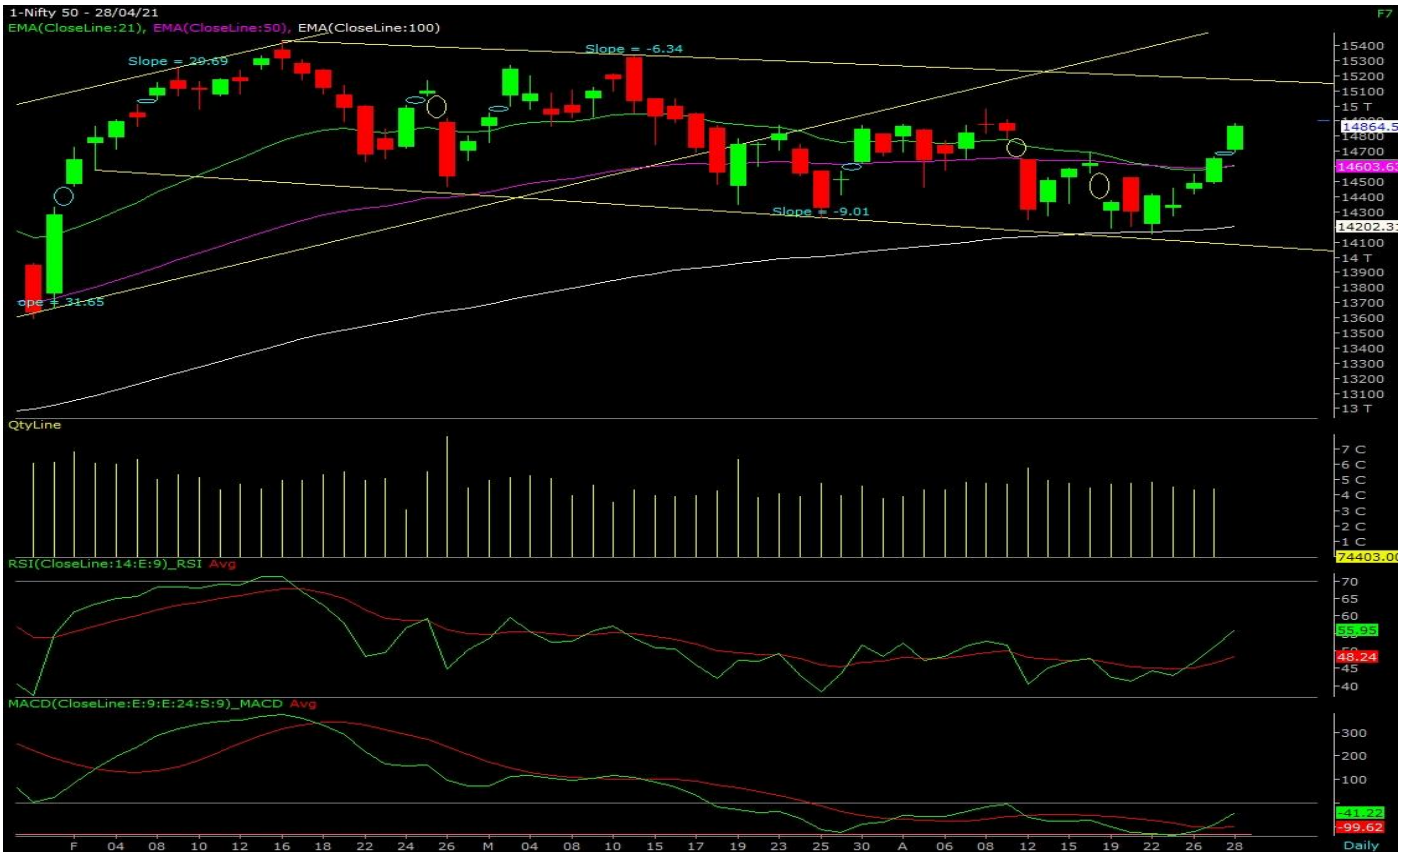 1-Nifty 50 - 28/04/21
F7
EMA(CloseLine:21), EMA(CloseLine:50), EMA(CloseLine:100)
Slope = 29.69
Slope = -6.34
Slope = -9.01
ope = 31.65
15400
15300
15200
15100
15 T
14864.5
14800
14700
14603.63
14500
14400
14300
14202.31
14100
14 T
13900
13800
13700
13600
13500
13400
13300
13200
13100
13 T
QtyLine
7 C
6 C
5 C
4 C
3 C
2 C
1 C
74403.00
RSI(CloseLine:14:E:9)_RSI Avg
70
65
60
55.95
48.24
45
40
MACD(CloseLine:E:9:E:24:S:9)_MACD Avg
300
200
100
-41.22
-99.62
F 04 08 10 12 16 18 22 24 26 M 04 08 10 12 16 18 19 23 25 30 A 06 08 12 15 19 22 26 28
Daily